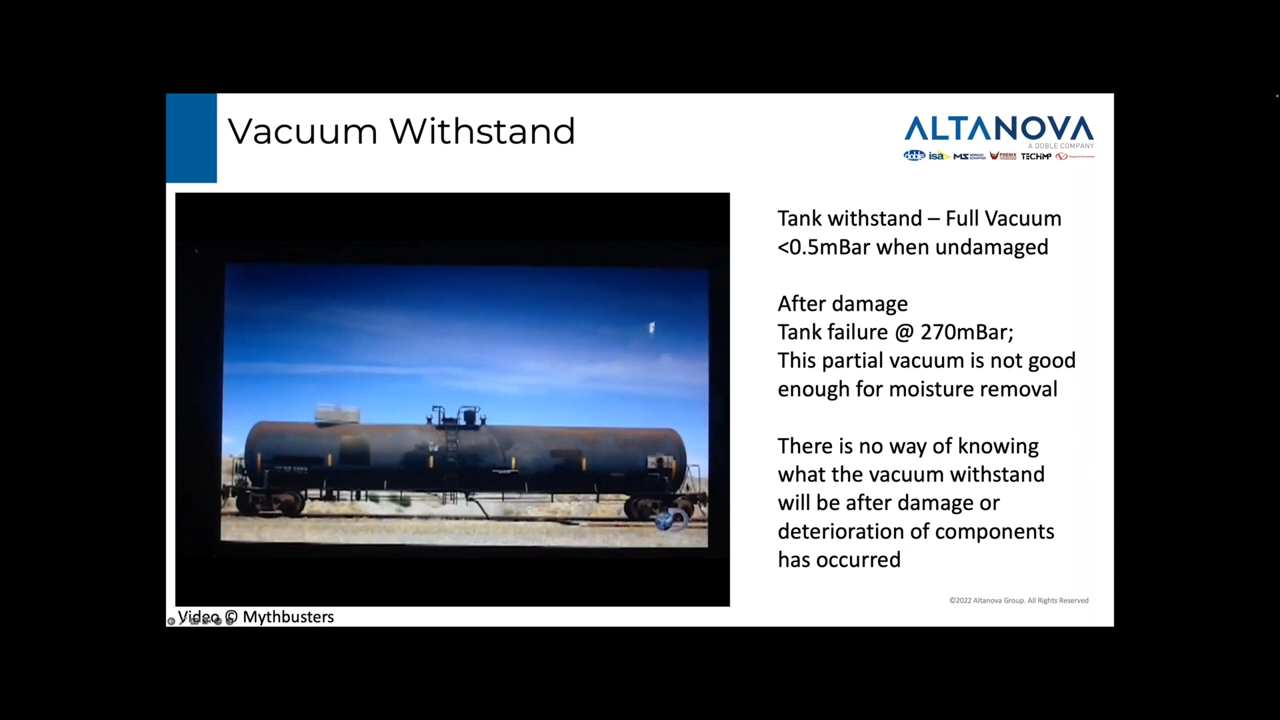 Vacuum Withstand
ALTANOVA
A DOBLE COMPANY
doble isa TECHIMP
Tank withstand – Full Vacuum
<0.5mBar when undamaged
After damage
Tank failure @ 270mBar;
This partial vacuum is not good
enough for moisture removal
There is no way of knowing
what the vacuum withstand
will be after damage or
deterioration of components
has occurred
©2022 Altanova Group. All Rights Reserved
Video © Mythbusters